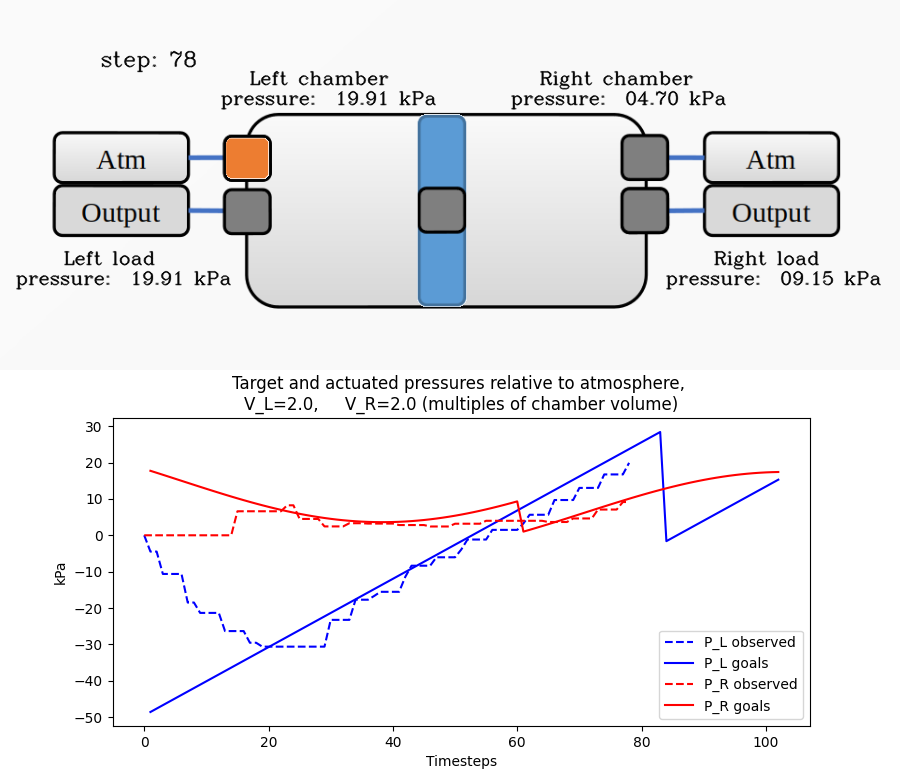 step: 78
Left chamber
pressure: 19.91 kPa
Right chamber
pressure: 04.70 kPa
Atm
Output
Atm
Output
Left load
pressure: 19.91 kPa
Right load
pressure: 09.15 kPa
Target and actuated pressures relative to atmosphere,
V_L=2.0, V_R=2.0 (multiples of chamber volume)
30
20
10
0
−10
−20
−30
−40
−50
kPa
0 20 40 60 80 100
Timesteps
P_L observed
P_L goals
P_R observed
P_R goals